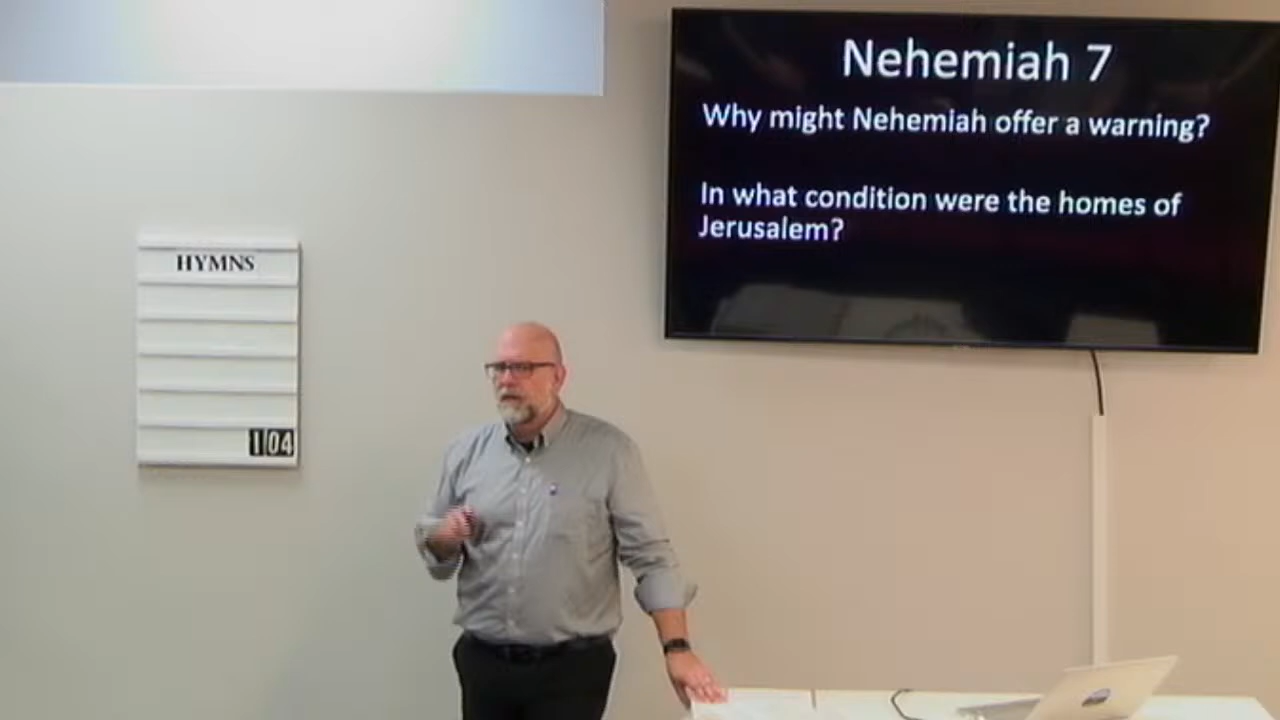 Nehemiah 7
Why might Nehemiah offer a warning?
In what condition were the homes of
Jerusalem?
HYMNS
104